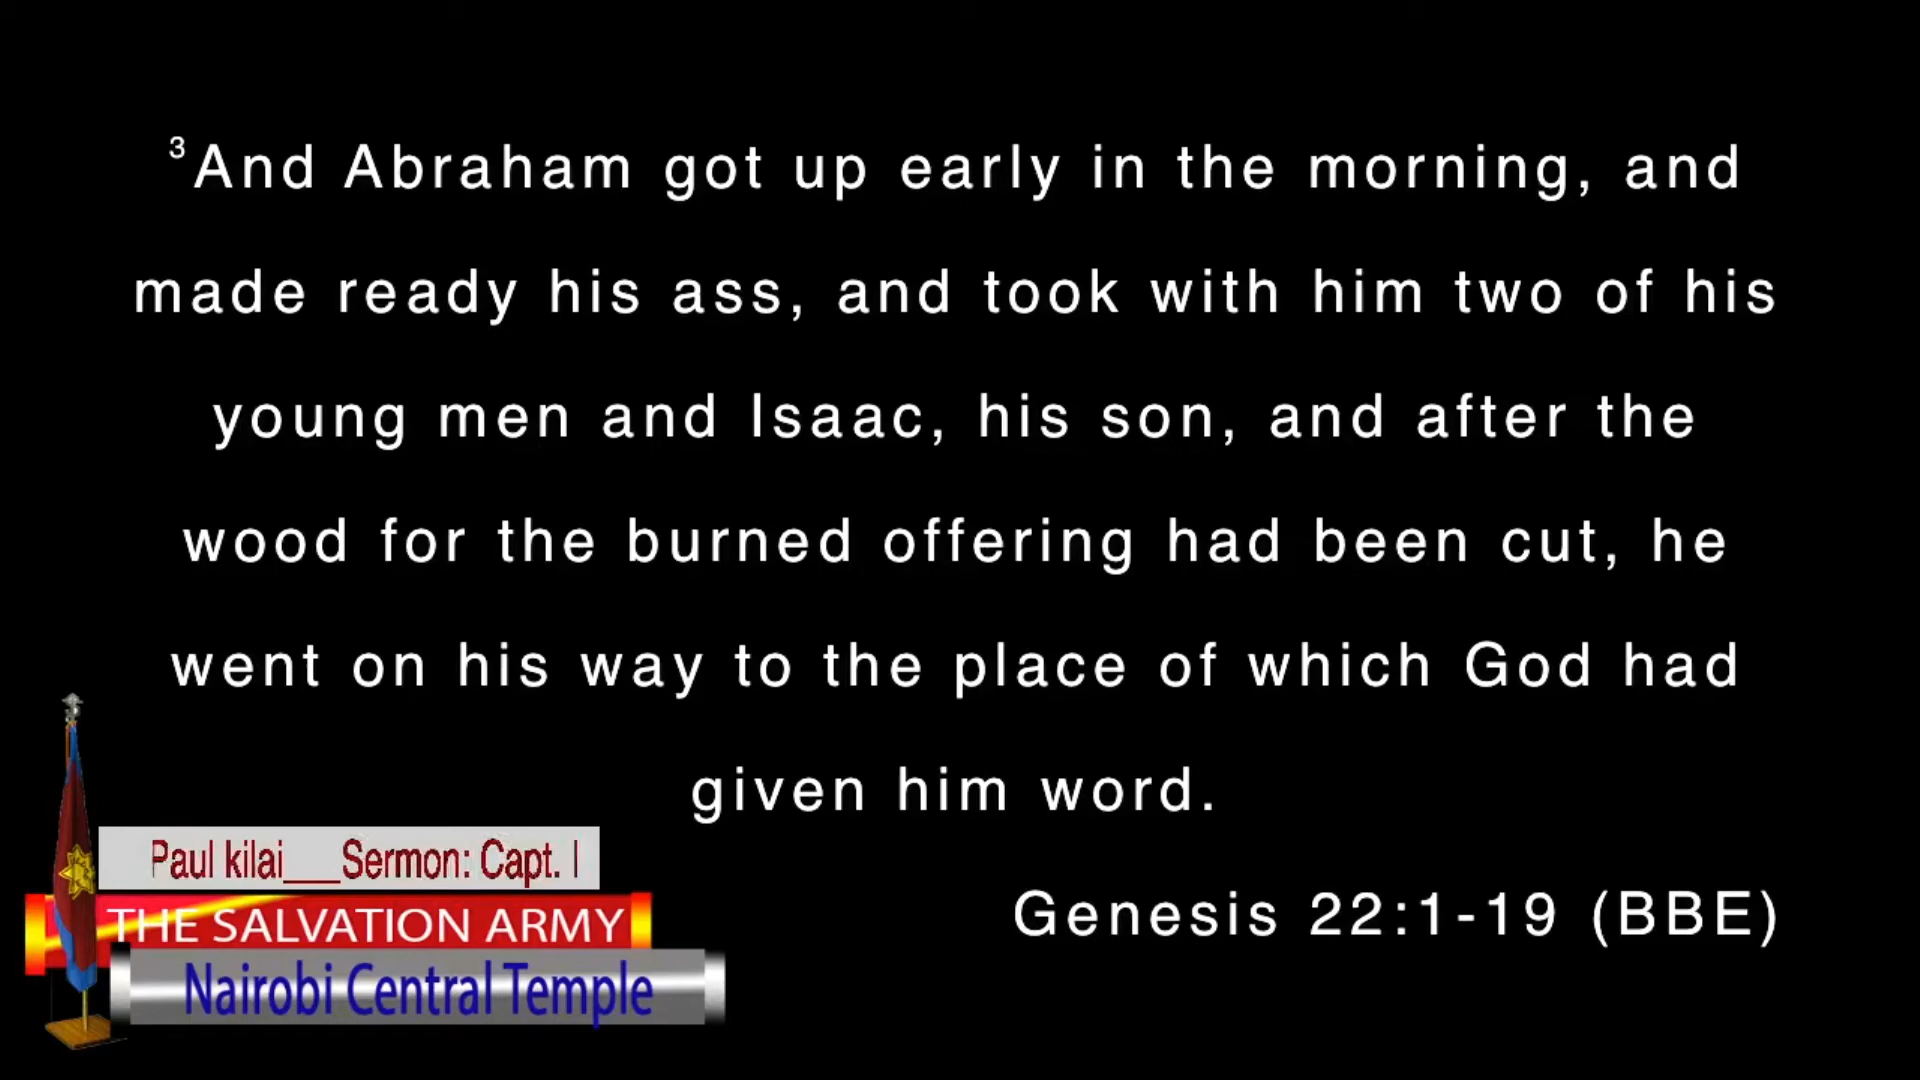 ³And Abraham got up early in the morning, and
made ready his ass, and took with him two of his
young men and Isaac, his son, and after the
wood for the burned offering had been cut, he
went on his way to the place of which God had
given him word.
Genesis 22:1-19 (BBE)
Paul kilai___Sermon: Capt. I
THE SALVATION ARMY
Nairobi Central Temple